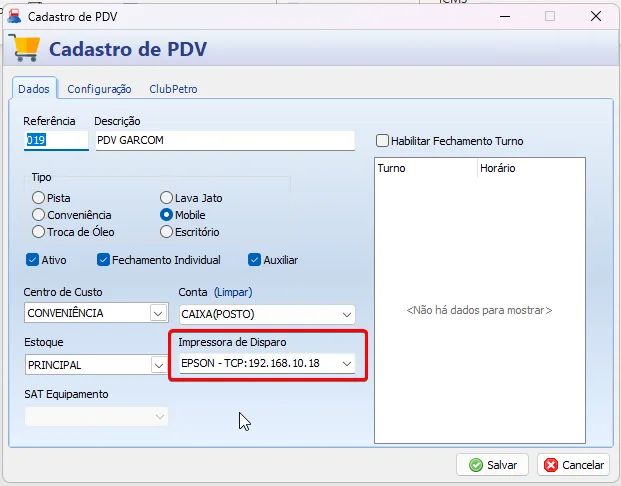 Cadastro de PDV
Cadastro de PDV
Dados Configuração ClubPetro
Referência Descrição
019 PDV GARCOM
Habilitar Fechamento Turno
Turno Horário
Tipo
Pista Lava Jato
Conveniência Mobile
Troca de Óleo Escritório
Ativo Fechamento Individual Auxiliar
Centro de Custo Conta (Limpar)
CONVENIÊNCIA CAIXA(POSTO)
<Não há dados para mostrar>
Estoque Impressora de Disparo
PRINCIPAL EPSON - TCP:192.168.10.18
SAT Equipamento
Salvar Cancelar